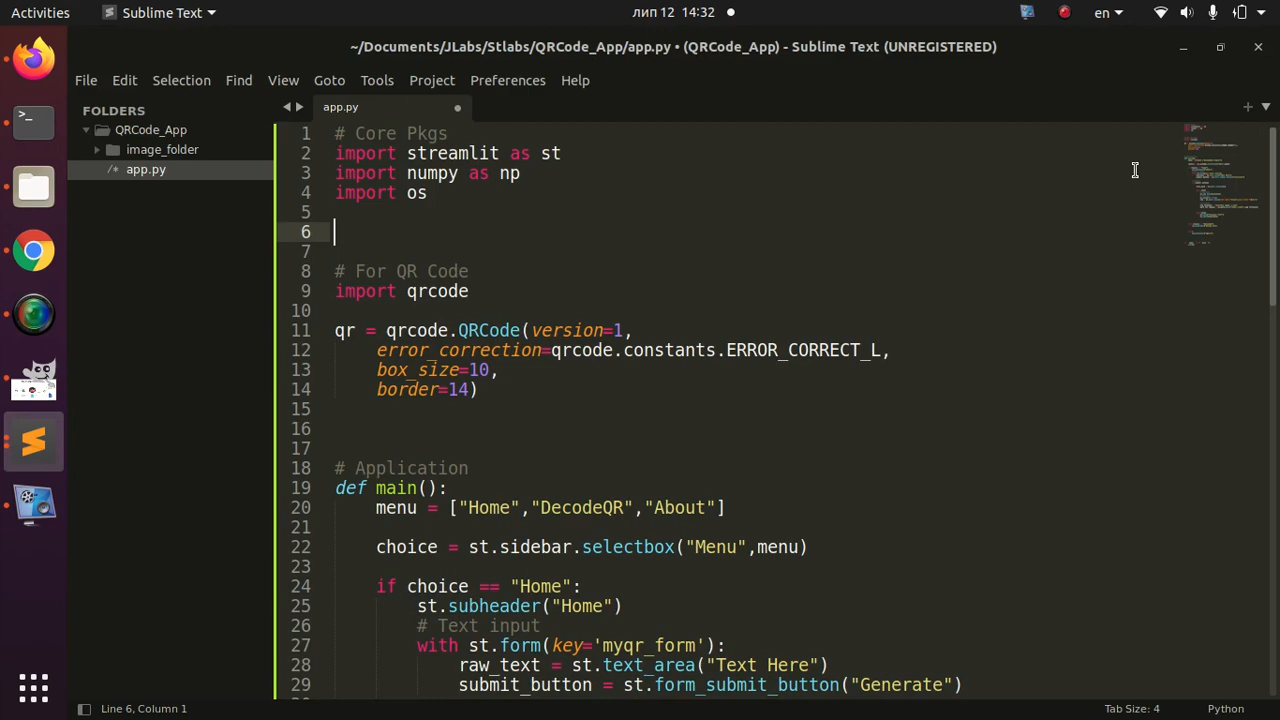 Activities Sublime Text лип 12 14:32 en
~/Documents/JLabs/Stlabs/QRCode_App/app.py • (QRCode_App) - Sublime Text (UNREGISTERED)
File Edit Selection Find View Goto Tools Project Preferences Help
FOLDERS
QRCode_App
image_folder
/* app.py
app.py
1 # Core Pkgs
2 import streamlit as st
3 import numpy as np
4 import os
5
6
7
8 # For QR Code
9 import qrcode
10
11 qr = qrcode.QRCode(version=1,
12 error_correction=qrcode.constants.ERROR_CORRECT_L,
13 box_size=10,
14 border=14)
15
16
17
18 # Application
19 def main():
20 menu = ["Home","DecodeQR","About"]
21
22 choice = st.sidebar.selectbox("Menu",menu)
23
24 if choice == "Home":
25 st.subheader("Home")
26 # Text input
27 with st.form(key='myqr_form'):
28 raw_text = st.text_area("Text Here")
29 submit_button = st.form_submit_button("Generate")
Line 6, Column 1 Tab Size: 4 Python